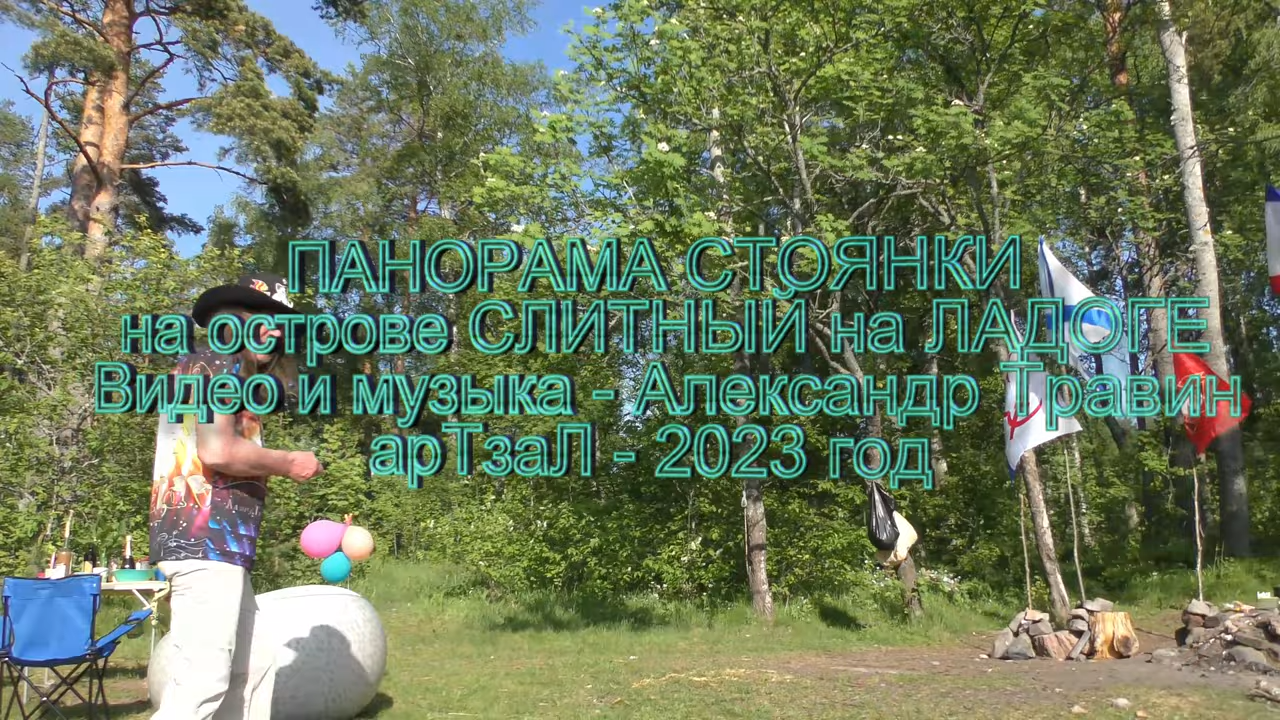 ПАНОРАМА СТОЯНКИ
на острове СЛИТНЫЙ на ЛАДОГЕ
Видео и музыка - Александр Травин
арТзаЛ - 2023 год